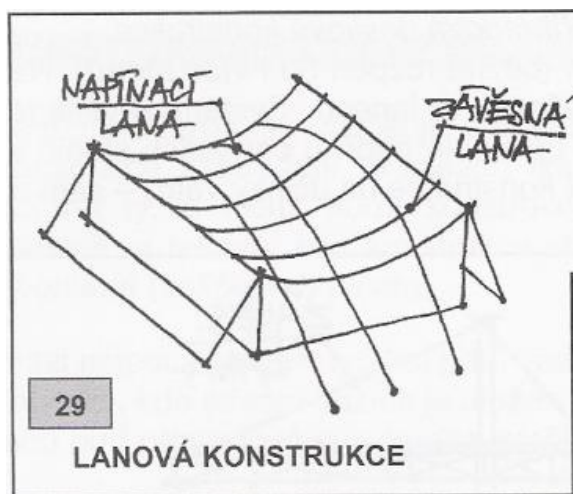 NAPÍNACÍ
LANA
ZÁVĚSNÁ
LANA
29
LANOVÁ KONSTRUKCE